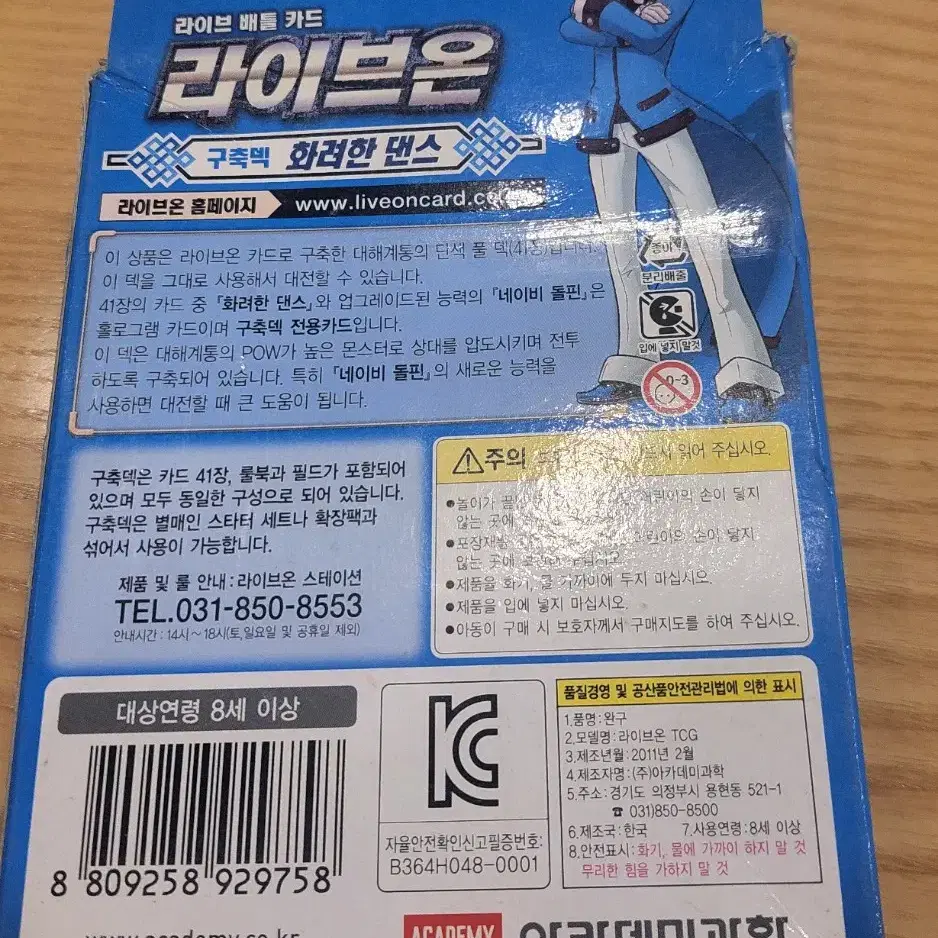 라이브 배틀 카드
라이브온
구축덱 화려한 댄스
라이브온 홈페이지 www.liveoncard.co
이 상품은 라이브온 카드로 구축한 대해계통의 단색 풀 덱(41장)입니다.
이 덱을 그대로 사용해서 대전할 수 있습니다.
41장의 카드 중 『화려한 댄스』와 업그레이드된 능력의 『네이비 돌핀』은
홀로그램 카드이며 구축덱 전용카드입니다.
이 덱은 대해계통의 POW가 높은 몬스터로 상대를 압도시키며 전투
하도록 구축되어 있습니다. 특히 『네이비 돌핀』의 새로운 능력을
사용하면 대전할 때 큰 도움이 됩니다.
종이
분리배출
입에 넣지 말것
0-3
구축덱은 카드 41장, 룰북과 필드가 포함되어
있으며 모두 동일한 구성으로 되어 있습니다.
구축덱은 별매인 스타터 세트나 확장팩과
섞어서 사용이 가능합니다.
제품 및 룰 안내 : 라이브온 스테이션
TEL.031-850-8553
안내시간 : 14시~18시(토,일요일 및 공휴일 제외)
주의 읽어 주십시오.
●놀이가 손이 닿지
않는 곳에
●포장재 손이 닿지
않는 곳에
●제품을 화기, 물 가까이에 두지 마십시오.
●제품을 입에 넣지 마십시오.
●아동이 구매 시 보호자께서 구매지도를 하여 주십시오.
대상연령 8세 이상
8 809258 929758
자율안전확인신고필증번호:
B364H048-0001
품질경영 및 공산품안전관리법에 의한 표시
1.품명 : 완구
2.모델명 : 라이브온 TCG
3.제조년월 : 2011년 2월
4.제조자명 : (주)아카데미과학
5.주소 : 경기도 의정부시 용현동 521-1
☎ 031)850-8500
6.제조국 : 한국 7.사용연령 : 8세 이상
8.안전표시 : 화기, 물에 가까이 하지 말 것
무리한 힘을 가하지 말 것
www.academy.co.kr
ACADEMY
아카데미과학